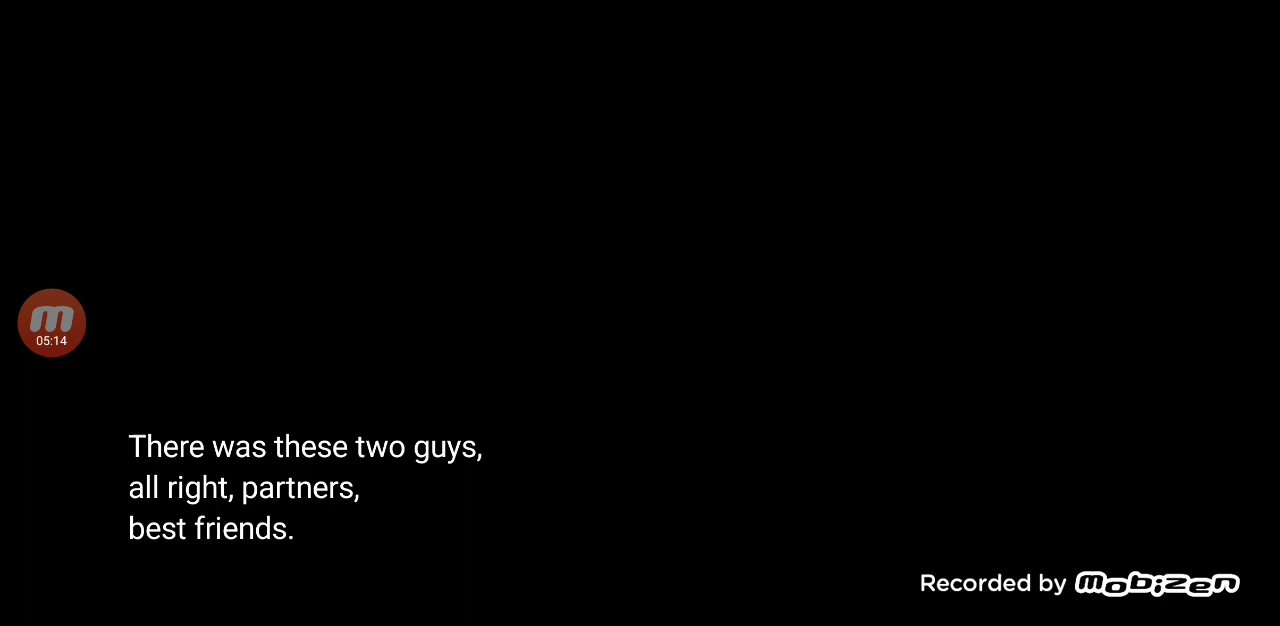 m
05:14
There was these two guys,
all right, partners,
best friends.
Recorded by mobizen